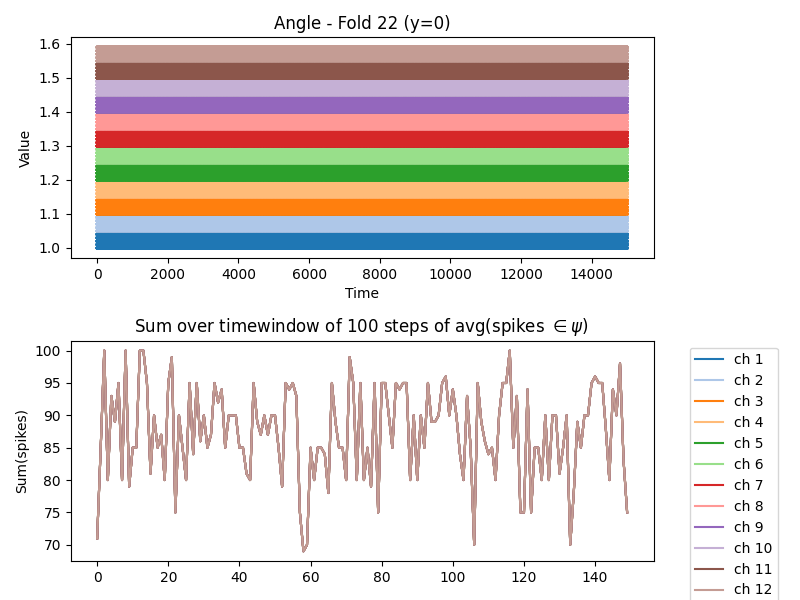 Angle - Fold 22 (y=0)
1.6
1.5
1.4
1.3
1.2
1.1
1.0
Value
0 2000 4000 6000 8000 10000 12000 14000
Time
Sum over timewindow of 100 steps of avg(spikes ∈ ψ)
100
95
90
85
80
75
70
Sum(spikes)
0 20 40 60 80 100 120 140
ch 1
ch 2
ch 3
ch 4
ch 5
ch 6
ch 7
ch 8
ch 9
ch 10
ch 11
ch 12